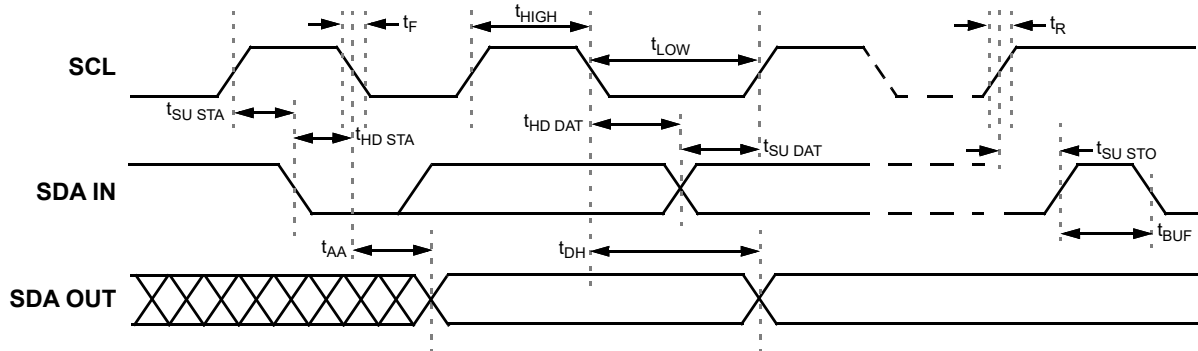 tF
tHIGH
tR
tLOW
SCL
tSU STA
tHD STA
tHD DAT
tSU DAT
tSU STO
SDA IN
tAA
tDH
tBUF
SDA OUT